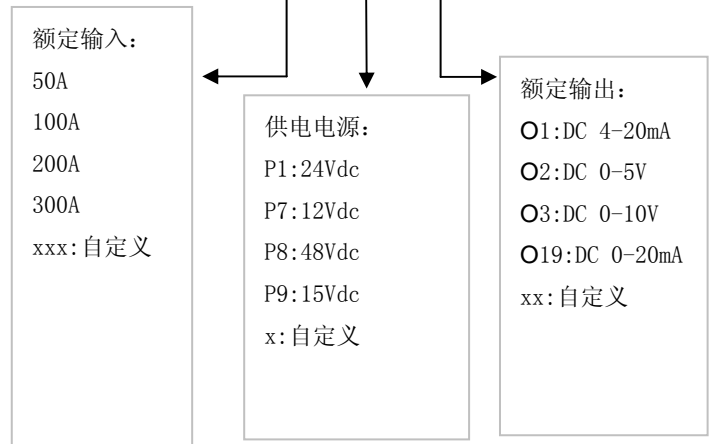 额定输入：
50A
100A
200A
300A
xxx:自定义
供电电源：
P1:24Vdc
P7:12Vdc
P8:48Vdc
P9:15Vdc
x:自定义
额定输出：
O1:DC 4-20mA
O2:DC 0-5V
O3:DC 0-10V
O19:DC 0-20mA
xx:自定义